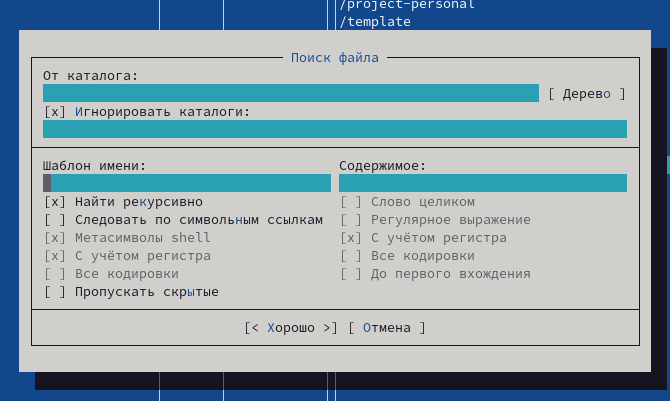 /project-personal
/template
Поиск файла
От каталога:
[ Дерево ]
[x] Игнорировать каталоги:
Шаблон имени: Содержимое:
[x] Найти рекурсивно [ ] Слово целиком
[ ] Следовать по символьным ссылкам [ ] Регулярное выражение
[x] Метасимволы shell [x] С учётом регистра
[x] С учётом регистра [ ] Все кодировки
[ ] Все кодировки [ ] До первого вхождения
[ ] Пропускать скрытые
[< Хорошо >] [ Отмена ]